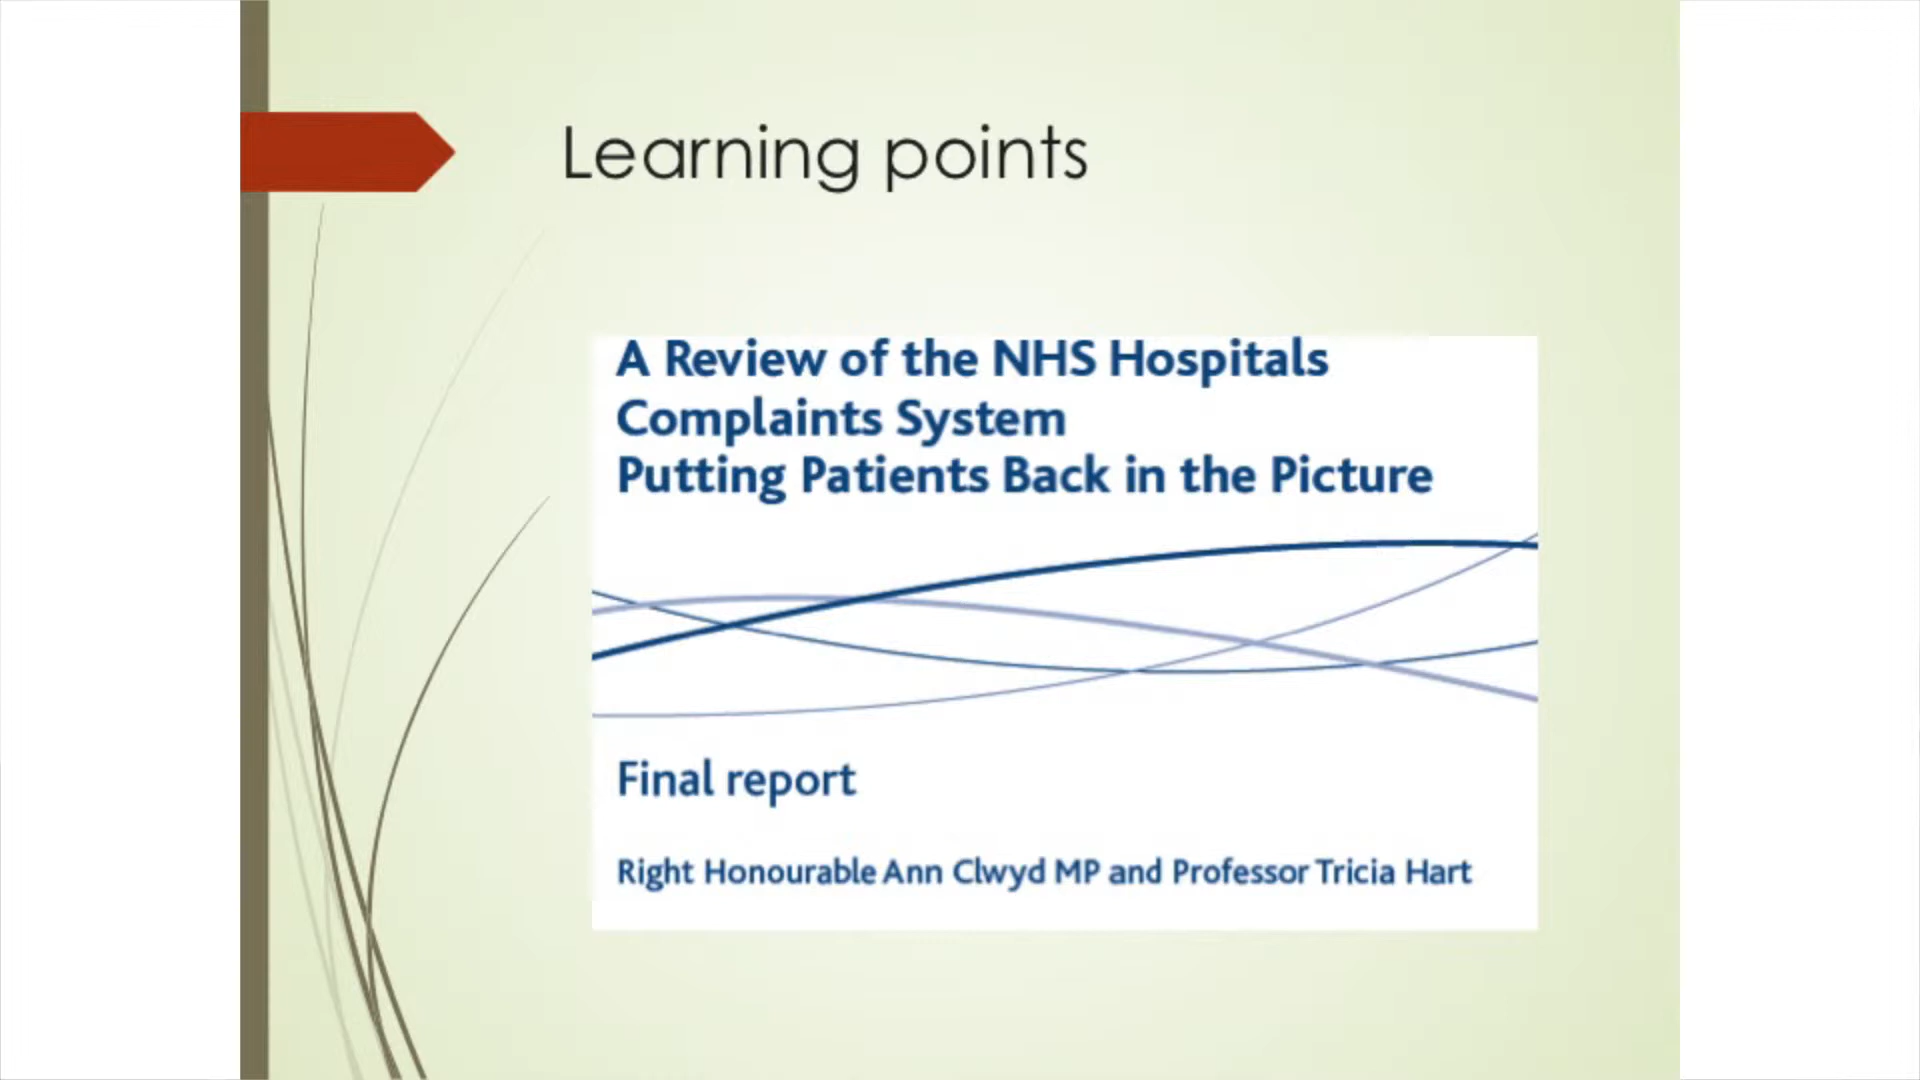 Learning points
A Review of the NHS Hospitals
Complaints System
Putting Patients Back in the Picture
Final report
Right Honourable Ann Clwyd MP and Professor Tricia Hart